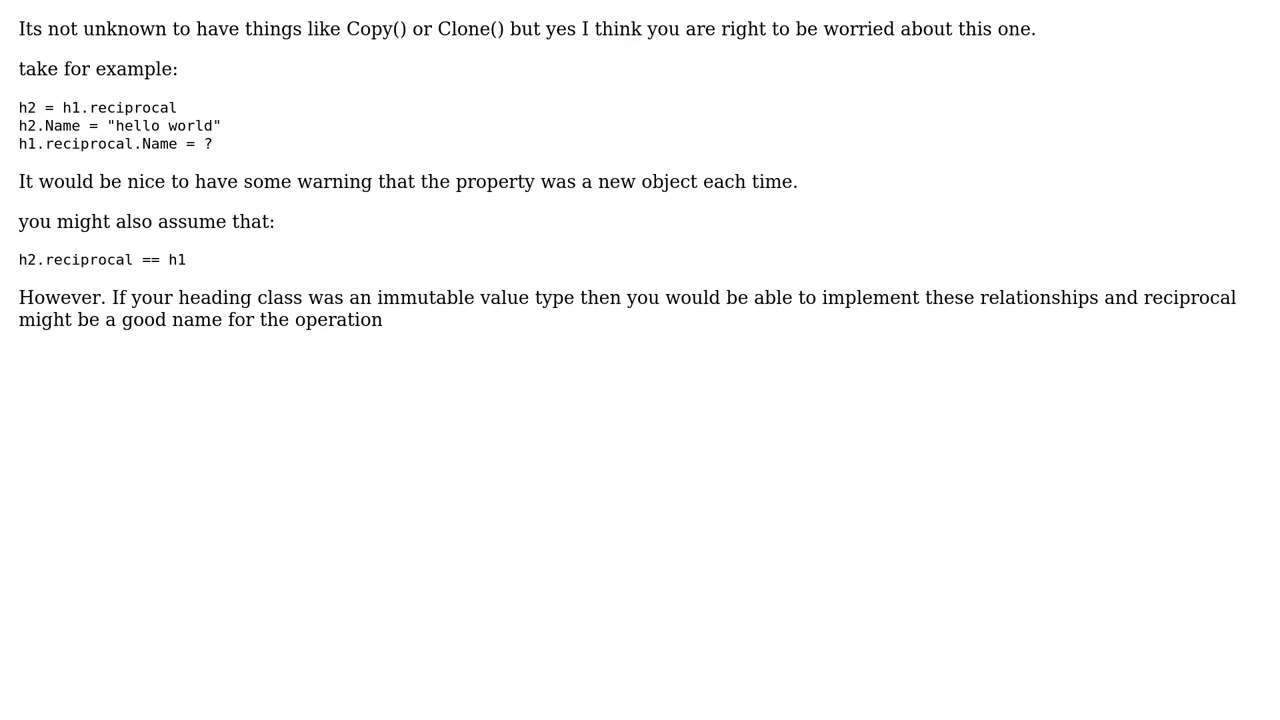 Its not unknown to have things like Copy() or Clone() but yes I think you are right to be worried about this one.
take for example:
h2 = h1.reciprocal
h2.Name = "hello world"
h1.reciprocal.Name = ?
It would be nice to have some warning that the property was a new object each time.
you might also assume that:
h2.reciprocal == h1
However. If your heading class was an immutable value type then you would be able to implement these relationships and reciprocal
might be a good name for the operation